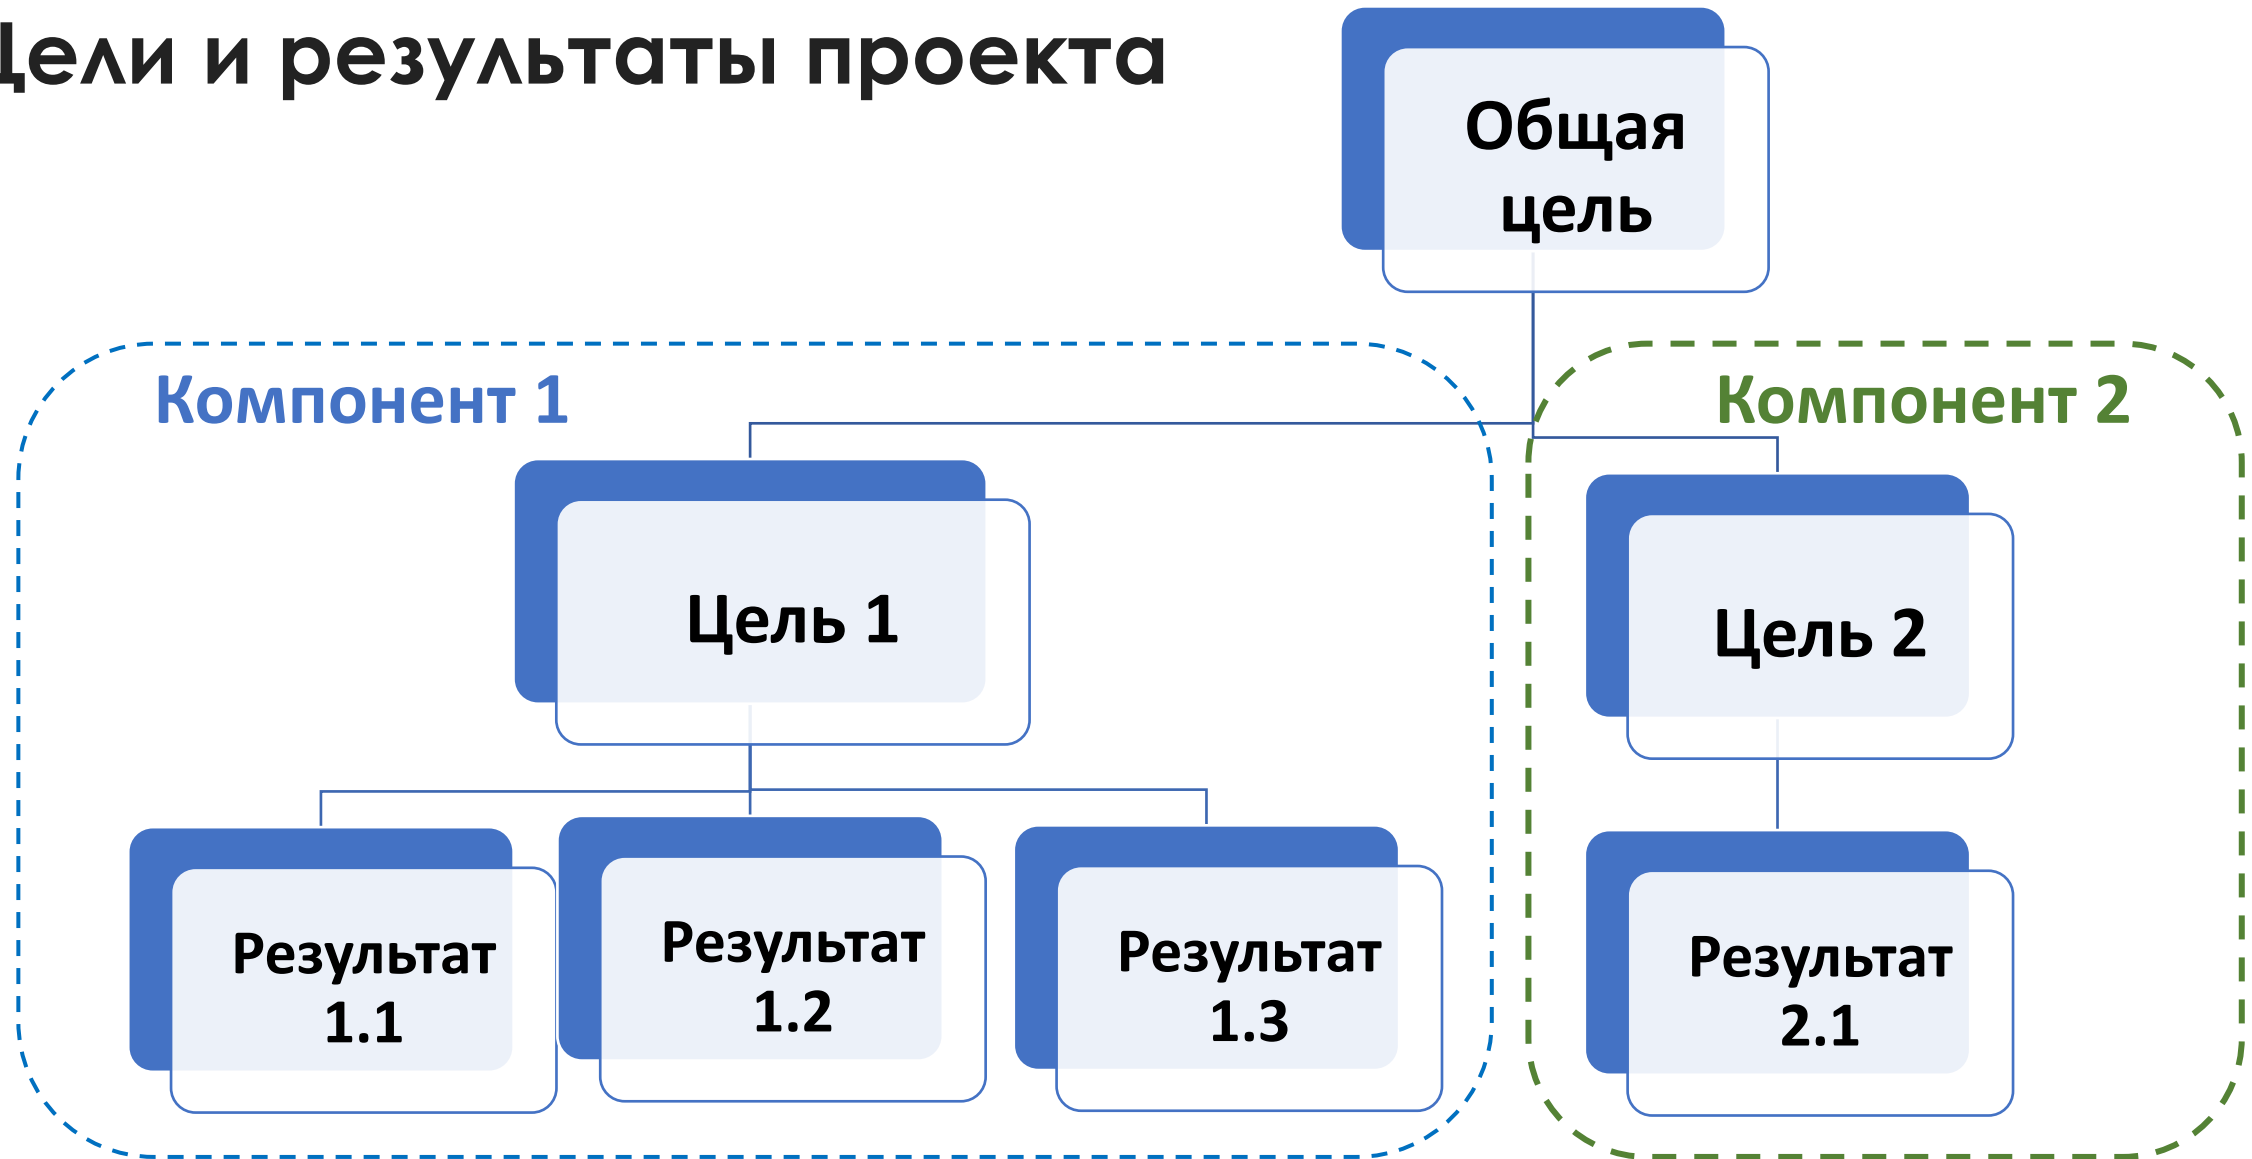 Цели и результаты проекта
Общая
цель
Компонент 1
Компонент 2
Цель 1
Цель 2
Результат
1.1
Результат
1.2
Результат
1.3
Результат
2.1